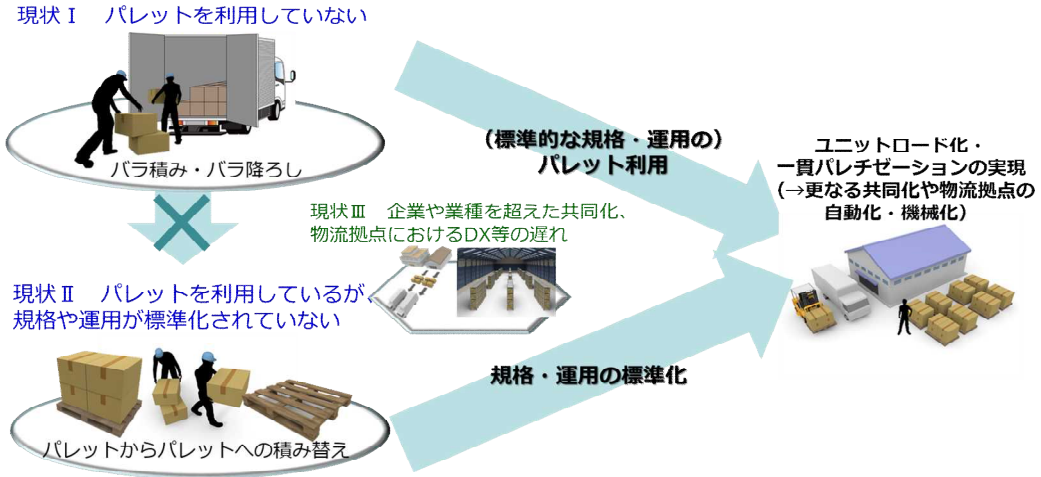 現状Ⅰ　パレットを利用していない
バラ積み・バラ降ろし
（標準的な規格・運用の）
パレット利用
ユニットロード化・
一貫パレチゼーションの実現
（→更なる共同化や物流拠点の
自動化・機械化）
現状Ⅲ　企業や業種を超えた共同化、
物流拠点におけるDX等の遅れ
現状Ⅱ　パレットを利用しているが、
規格や運用が標準化されていない
規格・運用の標準化
パレットからパレットへの積み替え